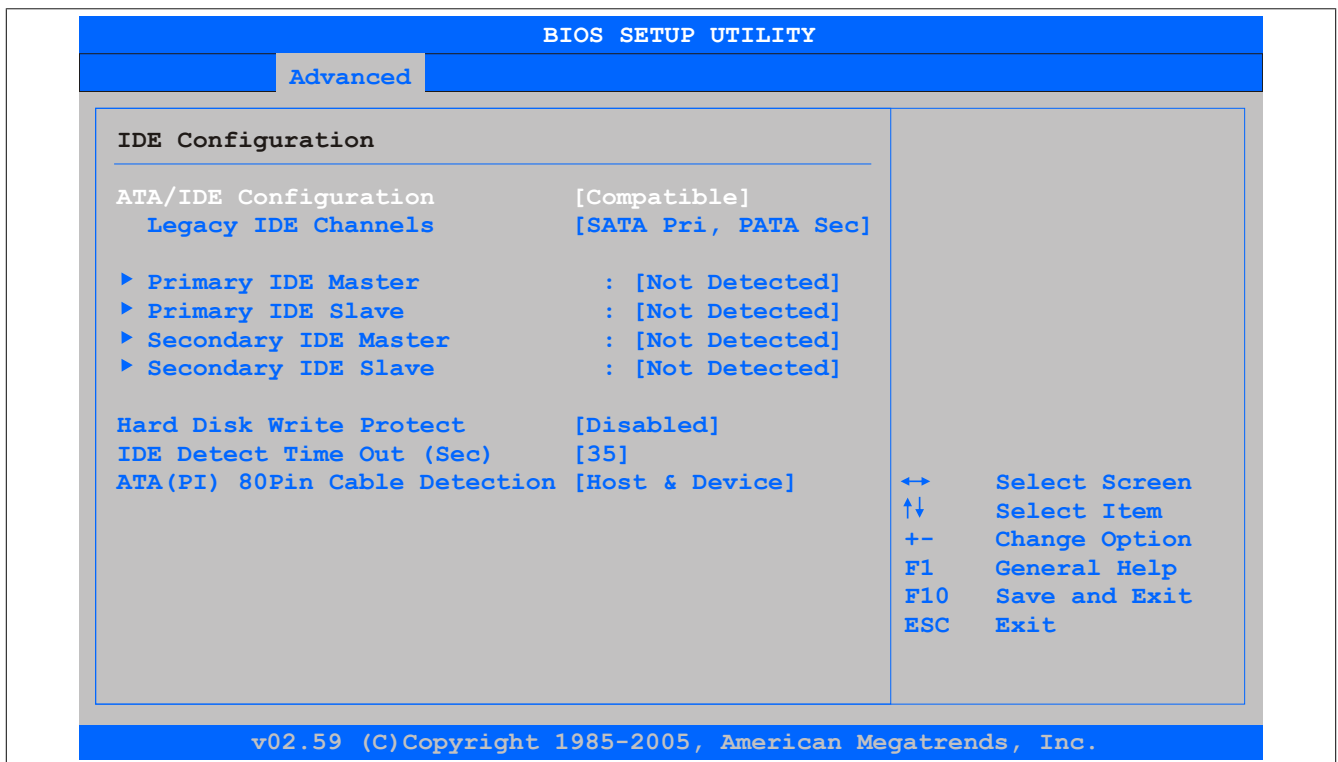 BIOS SETUP UTILITY
Advanced
IDE Configuration
ATA/IDE Configuration [Compatible]
Legacy IDE Channels [SATA Pri, PATA Sec]
Primary IDE Master : [Not Detected]
Primary IDE Slave : [Not Detected]
Secondary IDE Master : [Not Detected]
Secondary IDE Slave : [Not Detected]
Hard Disk Write Protect [Disabled]
IDE Detect Time Out (Sec) [35]
ATA(PI) 80Pin Cable Detection [Host & Device]
↔ Select Screen
↑↓ Select Item
+- Change Option
F1 General Help
F10 Save and Exit
ESC Exit
v02.59 (C)Copyright 1985-2005, American Megatrends, Inc.